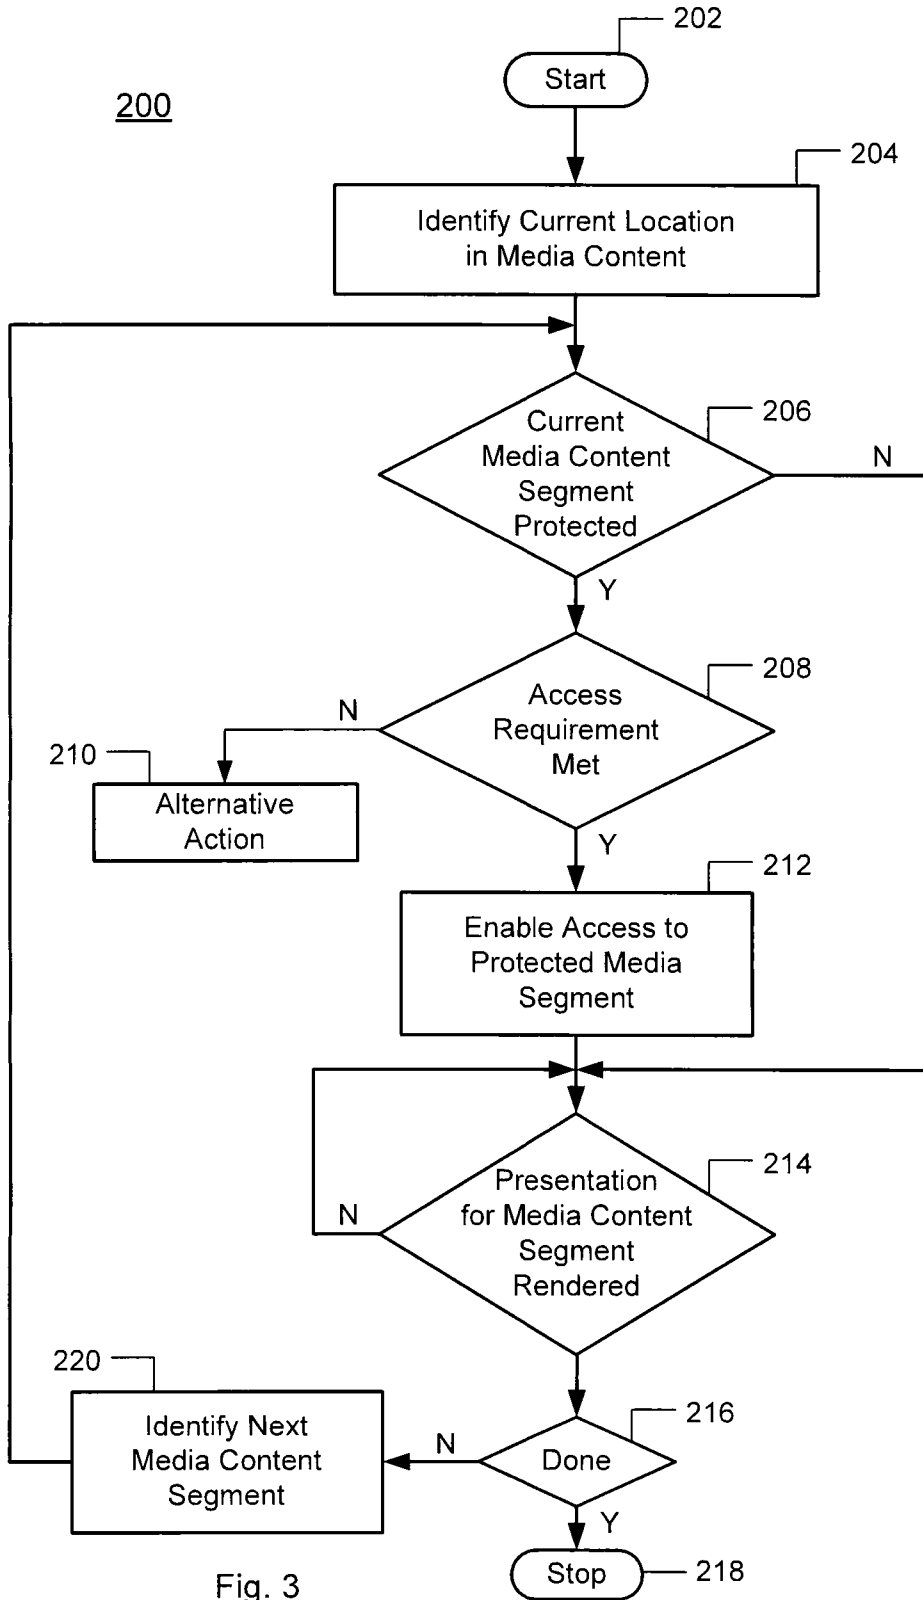 202
Start
200
204
Identify Current Location
in Media Content
206
Current
Media Content
Segment
Protected
N
Y
208
Access
Requirement
Met
N
210
Alternative
Action
Y
212
Enable Access to
Protected Media
Segment
214
Presentation
for Media Content
Segment
Rendered
N
220
Identify Next
Media Content
Segment
216
N
Done
Y
Stop
218
Fig. 3